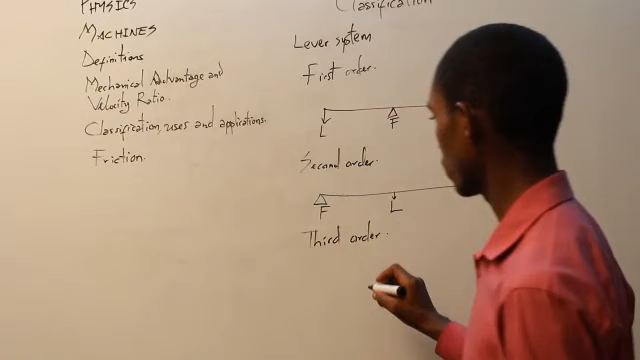 PHYSICS
MACHINES
Definitions
Mechanical Advantage and
Velocity Ratio.
Classification, uses and applications.
Friction.
Classification
Lever system
First order.
L F
Second order.
F L
Third order.